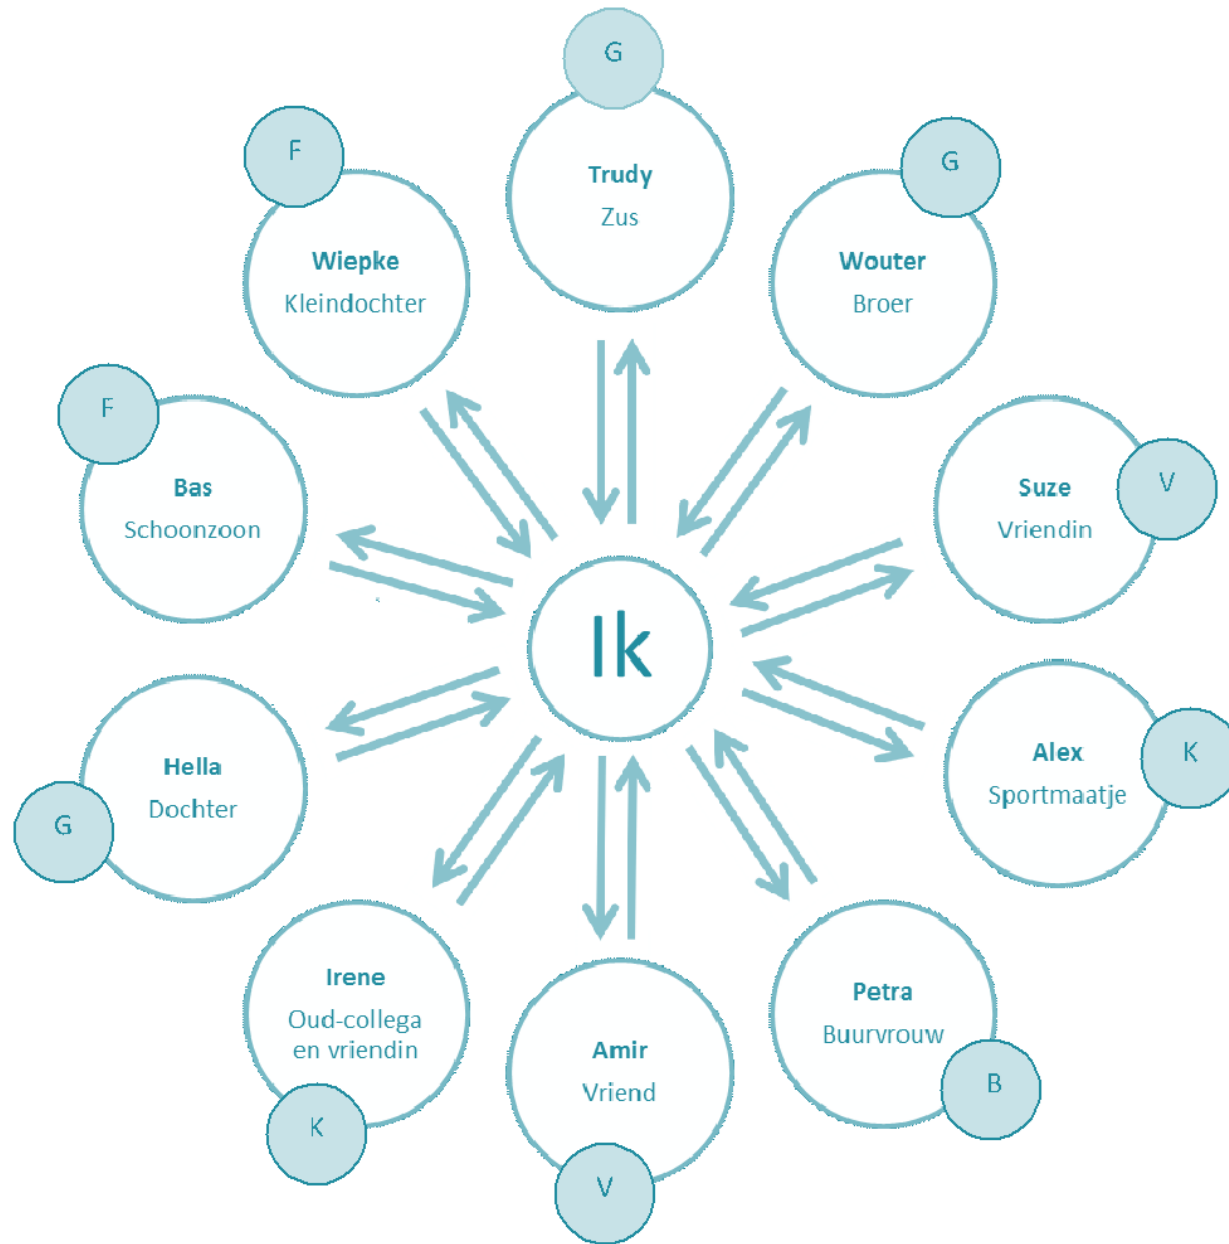 G
Trudy
Zus
G
Wouter
Broer
V
Suze
Vriendin
K
Alex
Sportmaatje
B
Petra
Buurvrouw
V
Amir
Vriend
K
Irene
Oud-collega
en vriendin
G
Hella
Dochter
F
Bas
Schoonzoon
F
Wiepke
Kleindochter
Ik